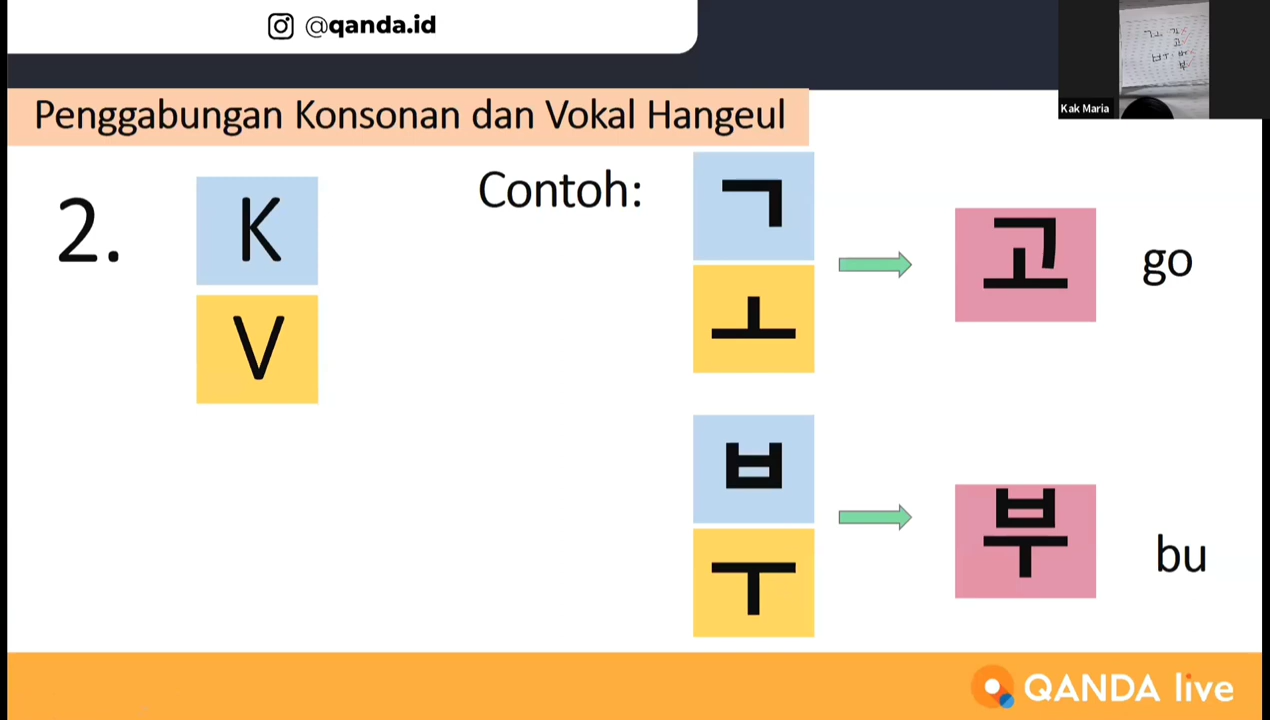 @qanda.id
Penggabungan Konsonan dan Vokal Hangeul
Kak Maria
2.
K
V
Contoh:
ㄱ
ㅗ
고
go
ㅂ
ㅜ
부
bu
QANDA live